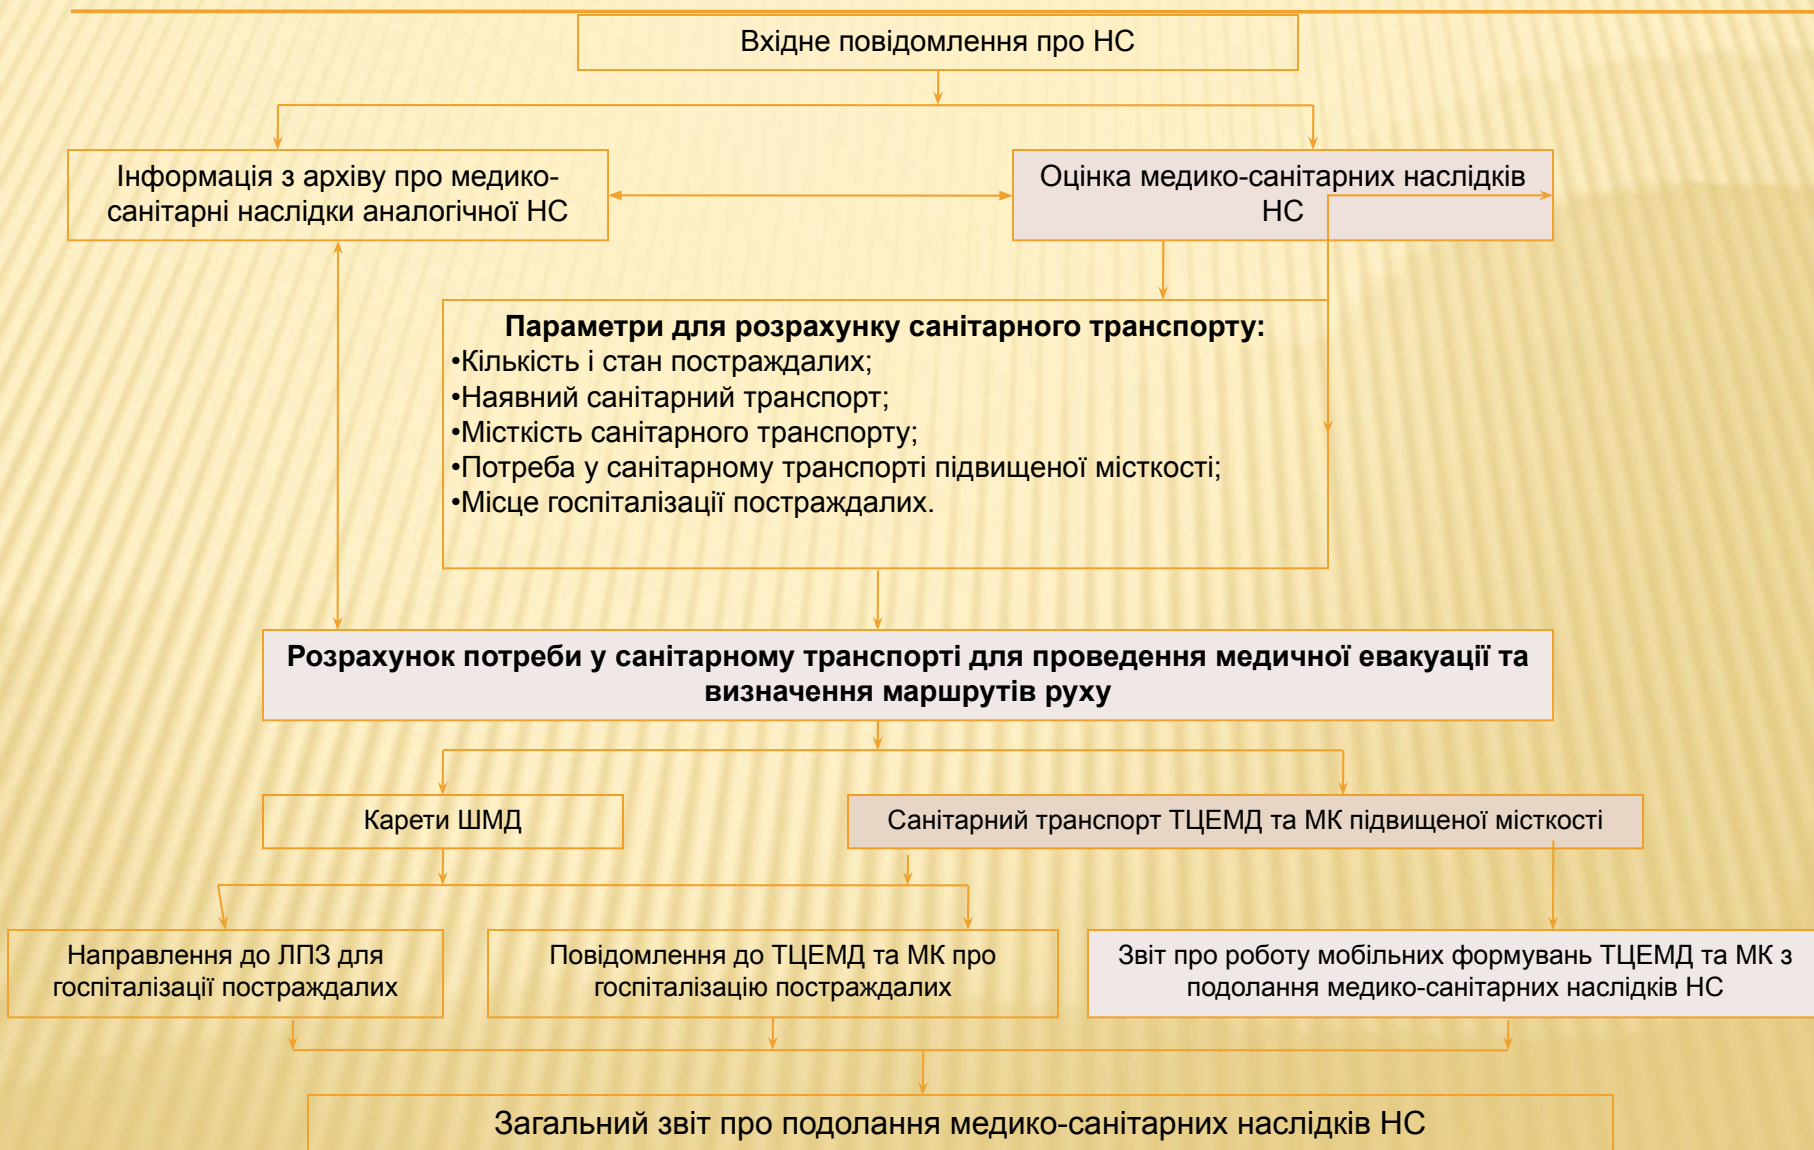 Вхідне повідомлення про НС
Інформація з архіву про медико-
санітарні наслідки аналогічної НС
Оцінка медико-санітарних наслідків
НС
Параметри для розрахунку санітарного транспорту:
•Кількість і стан постраждалих;
•Наявний санітарний транспорт;
•Місткість санітарного транспорту;
•Потреба у санітарному транспорті підвищеної місткості;
•Місце госпіталізації постраждалих.
Розрахунок потреби у санітарному транспорті для проведення медичної евакуації та
визначення маршрутів руху
Карети ШМД
Санітарний транспорт ТЦЕМД та МК підвищеної місткості
Направлення до ЛПЗ для
госпіталізації постраждалих
Повідомлення до ТЦЕМД та МК про
госпіталізацію постраждалих
Звіт про роботу мобільних формувань ТЦЕМД та МК з
подолання медико-санітарних наслідків НС
Загальний звіт про подолання медико-санітарних наслідків НС